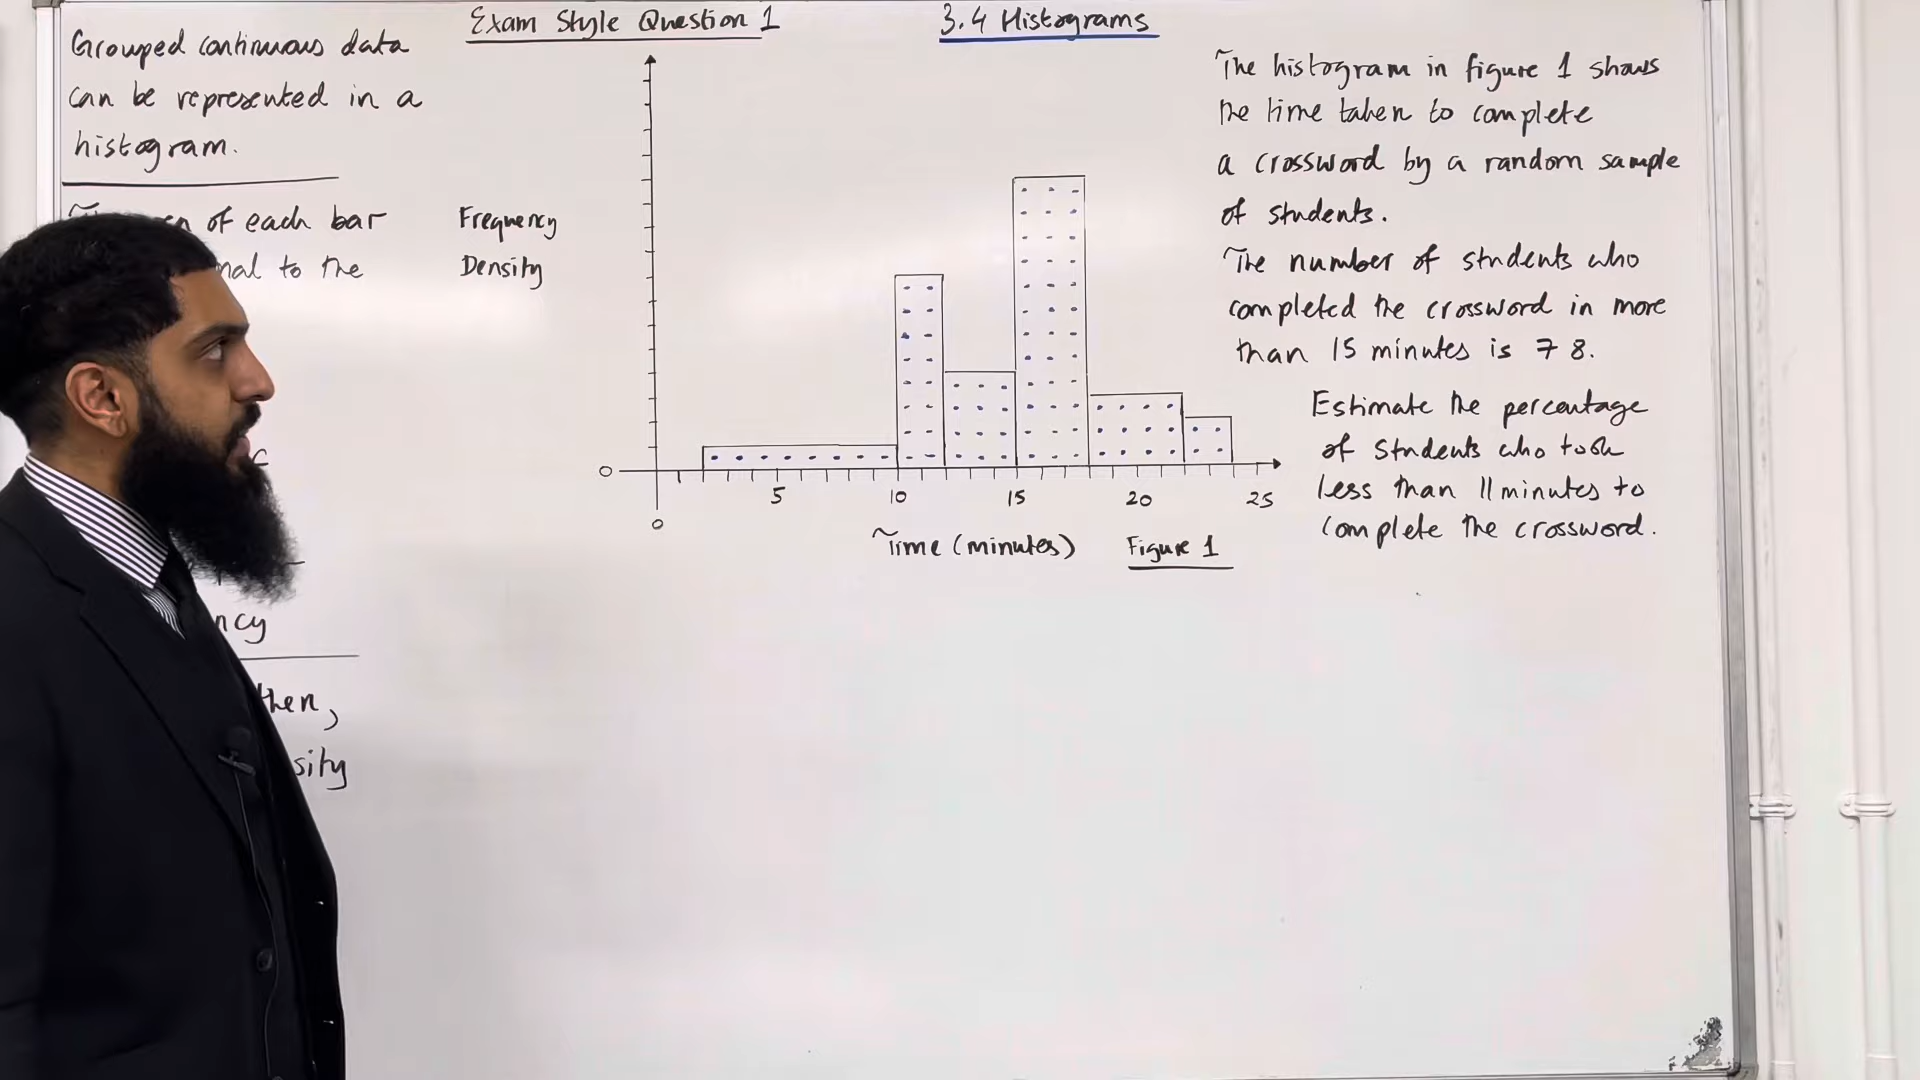 Exam Style Question 1
3.4 Histograms
Grouped continuous data
can be represented in a
histogram.
of each bar
to the
then,
Frequency
Density
0
0
5
10
15
20
25
Time (minutes)
Figure 1
The histogram in figure 1 shows
the time taken to complete
a crossword by a random sample
of students.
The number of students who
completed the crossword in more
than 15 minutes is 78.
Estimate the percentage
of students who took
less than 11 minutes to
complete the crossword.